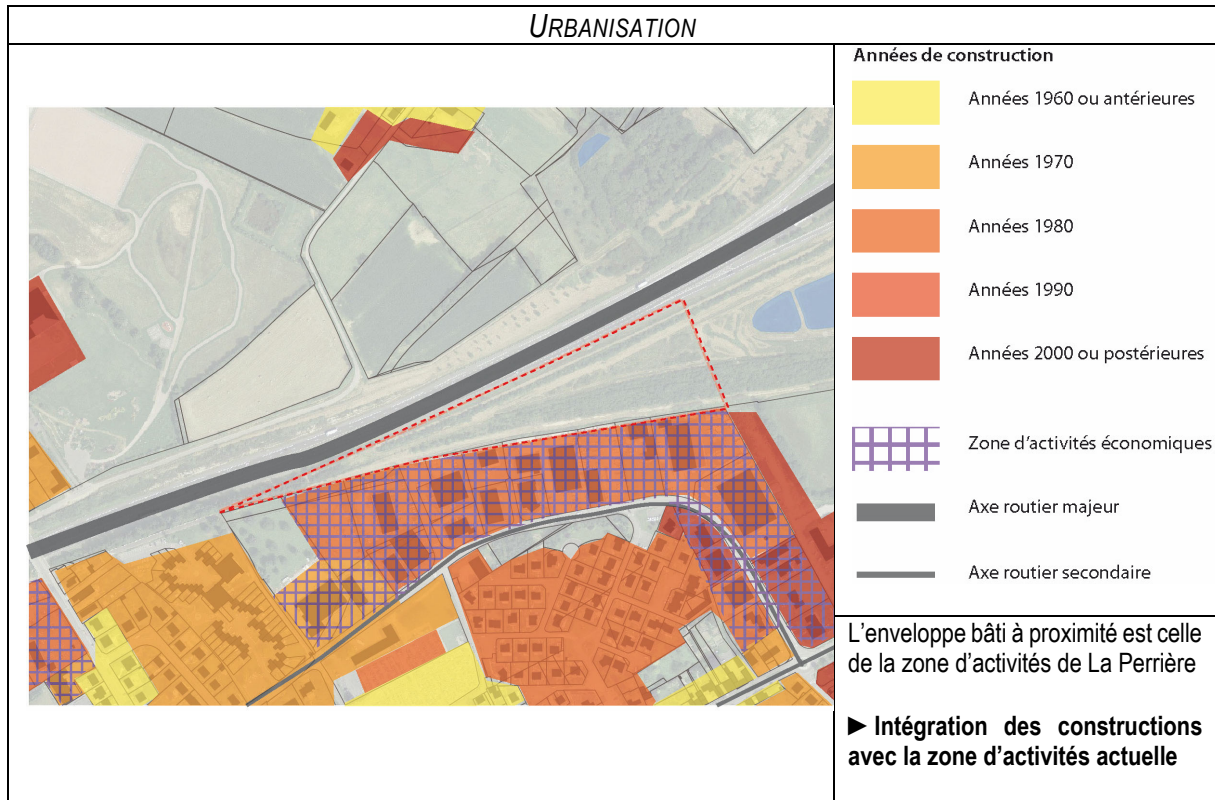 URBANISATION
Années de construction
Années 1960 ou antérieures
Années 1970
Années 1980
Années 1990
Années 2000 ou postérieures
Zone d'activités économiques
Axe routier majeur
Axe routier secondaire
L'enveloppe bâti à proximité est celle
de la zone d'activités de La Perrière
►Intégration des constructions
avec la zone d'activités actuelle